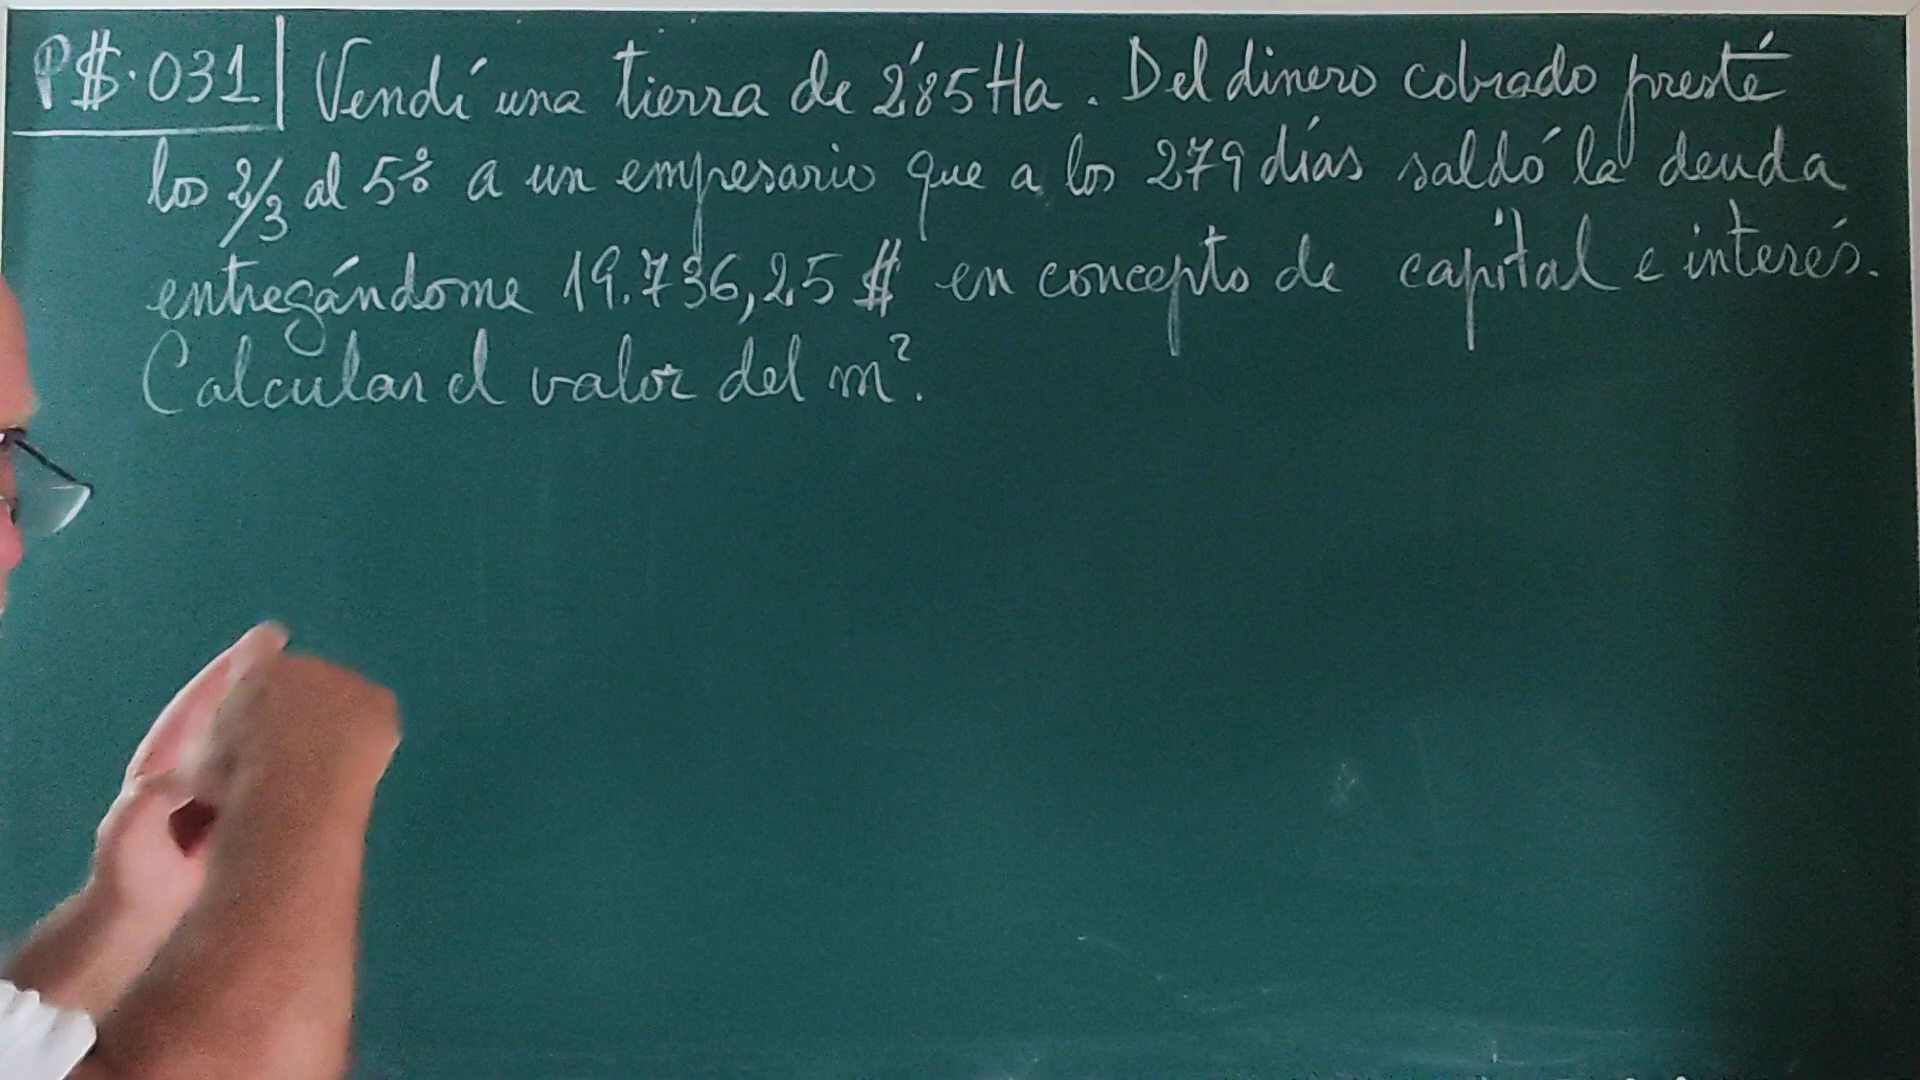 P$.031 Vendí una tierra de 2'85 Ha. Del dinero cobrado presté
los 2/3 al 5% a un empresario que a los 279 días saldó la deuda
entregándome 19.736,25 $ en concepto de capital e interés.
Calcular el valor del m².